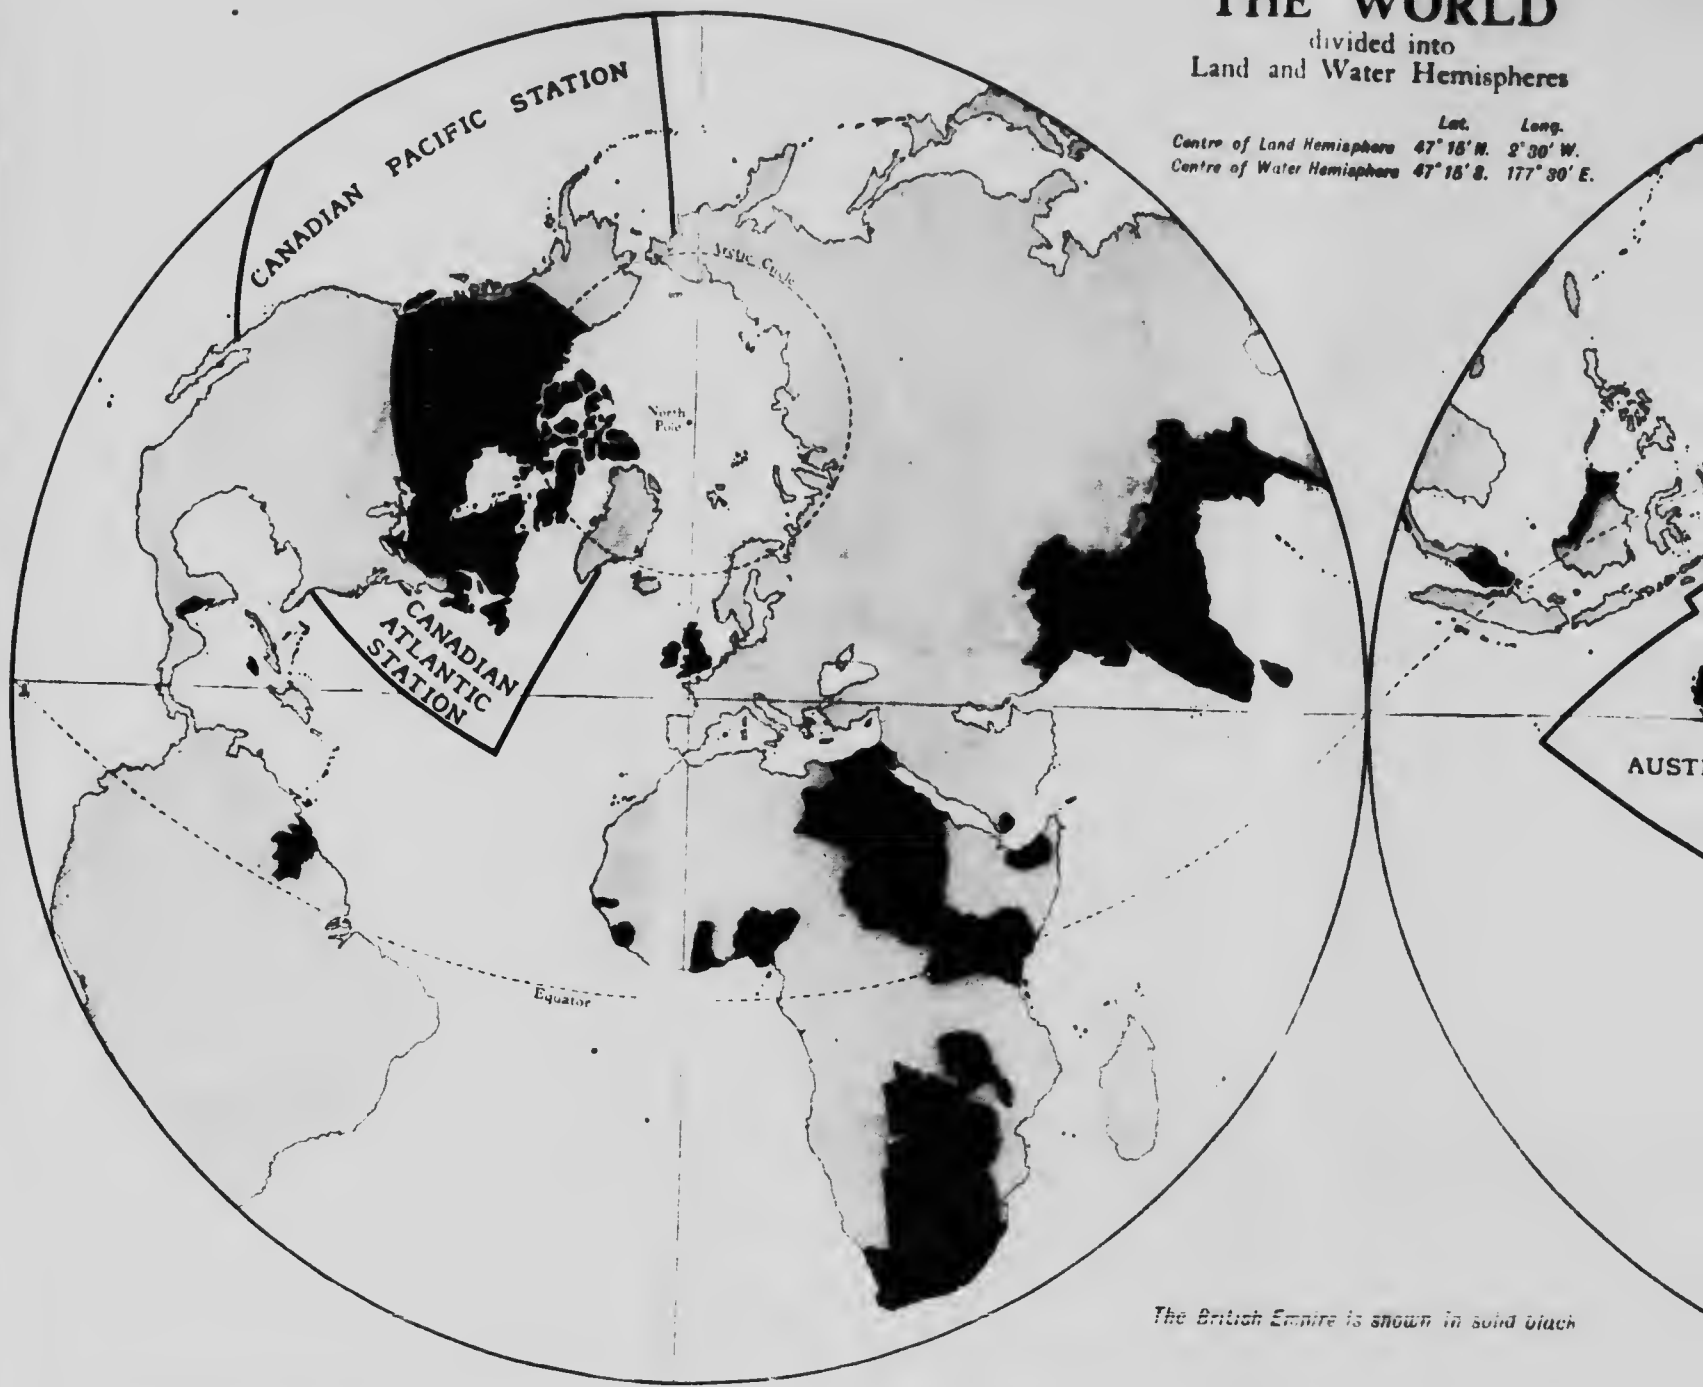 THE WORLD
divided into
Land and Water Hemispheres
Lat. Long.
Centre of Land Hemisphere 47° 15' N. 2° 30' W.
Centre of Water Hemisphere 47° 15' S. 177° 30' E.
CANADIAN PACIFIC STATION
Arctic Circle
North
Pole
CANADIAN
ATLANTIC
STATION
Equator
AUST
The British Empire is shown in solid black